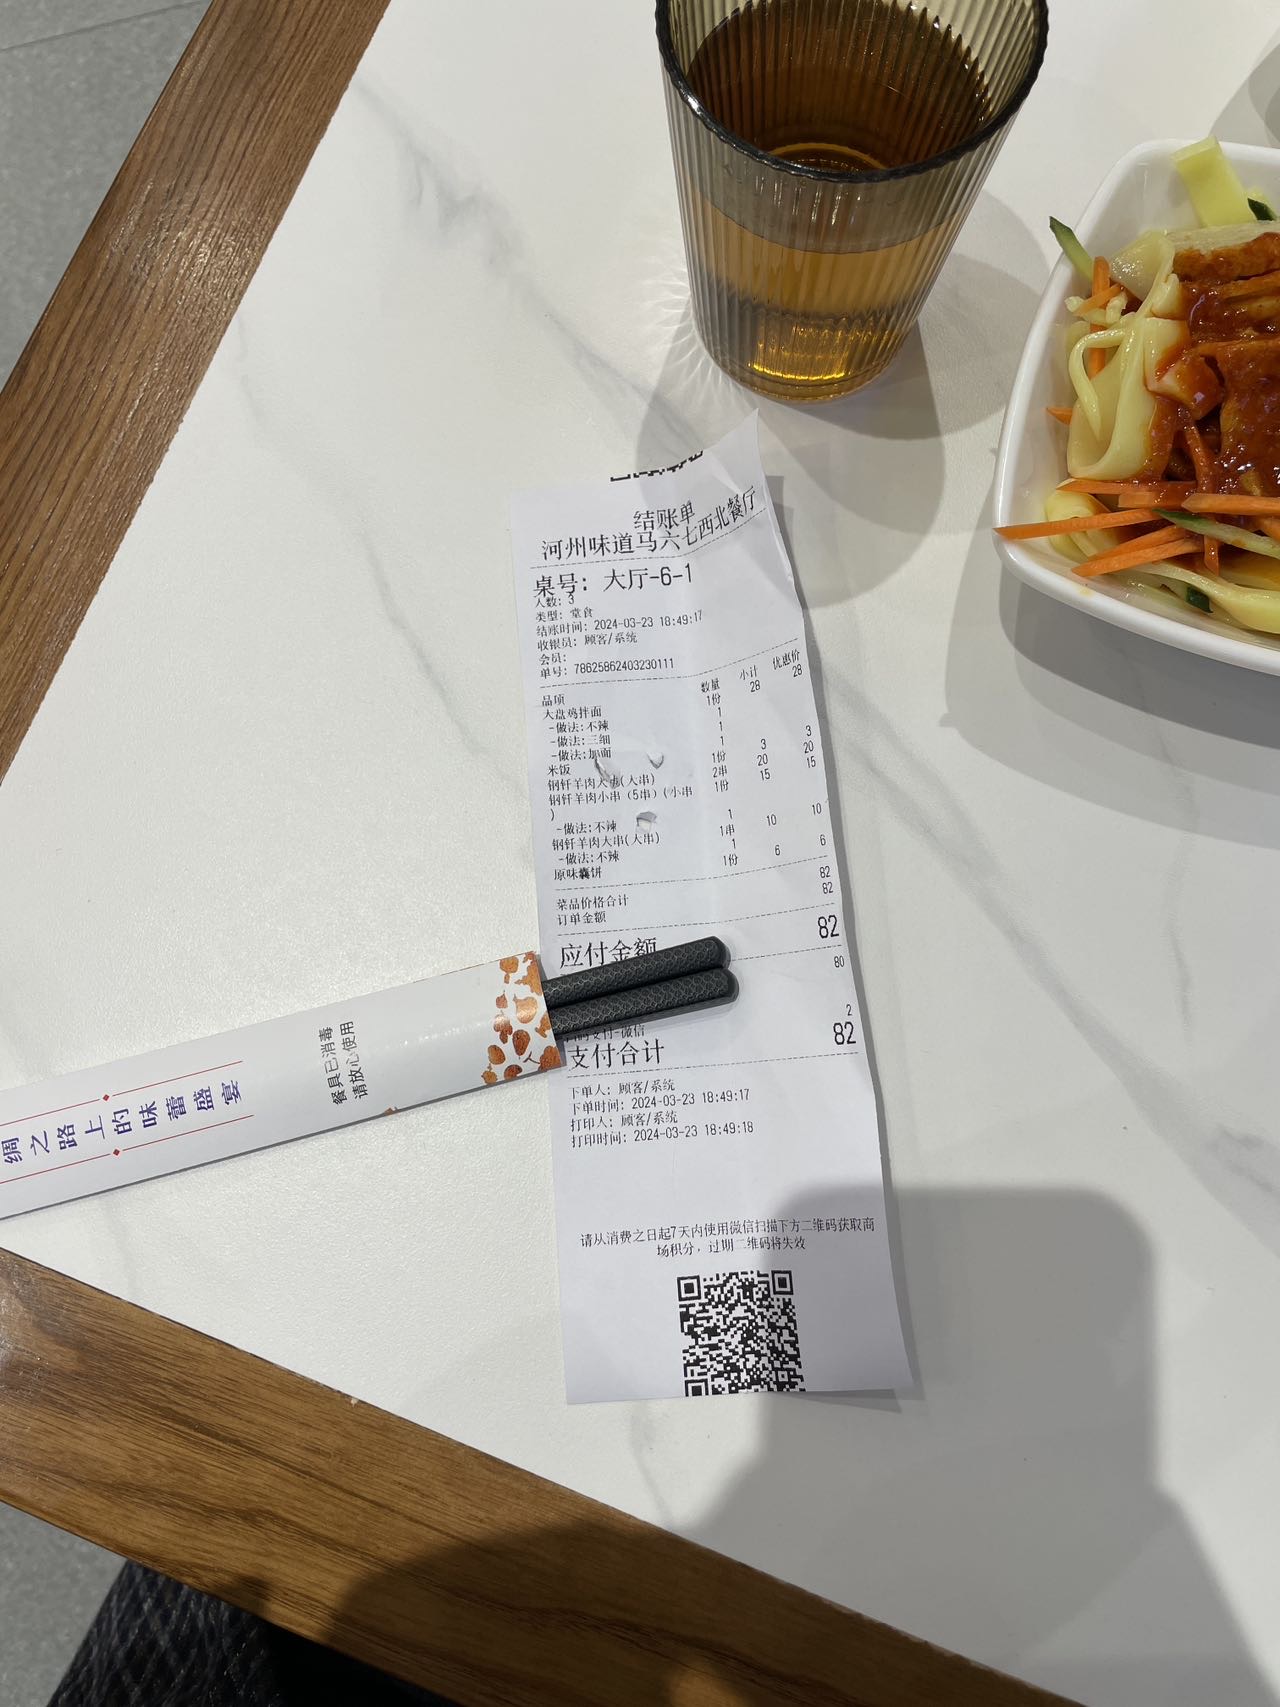 结账单
河州味道马六七西北餐厅
桌号: 大厅-6-1
人数: 3
类型: 堂食
结账时间: 2024-03-23 18:49:17
收银员: 顾客/系统
会员:
单号: 78625862403230111
品项 数量 小计 优惠价
大盘鸡拌面 1份 28 28
-做法:不辣 1
-做法:三细 1
-做法:加面 1
米饭 1份 3 3
钢钎羊肉大串(大串) 2串 20 20
钢钎羊肉小串 (5串) (小串 1份 15 15
)
-做法:不辣 1
钢钎羊肉大串(大串) 1串 10 10
-做法:不辣 1
原味囊饼 1份 6 6
菜品价格合计 82
订单金额 82
应付金额 82
80
支付-微信 2
支付合计 82
下单人: 顾客/系统
下单时间: 2024-03-23 18:49:17
打印人: 顾客/系统
打印时间: 2024-03-23 18:49:18
请从消费之日起7天内使用微信扫描下方二维码获取商
场积分, 过期二维码将失效
餐具已消毒
请放心使用
绸之路上的味蕾盛宴